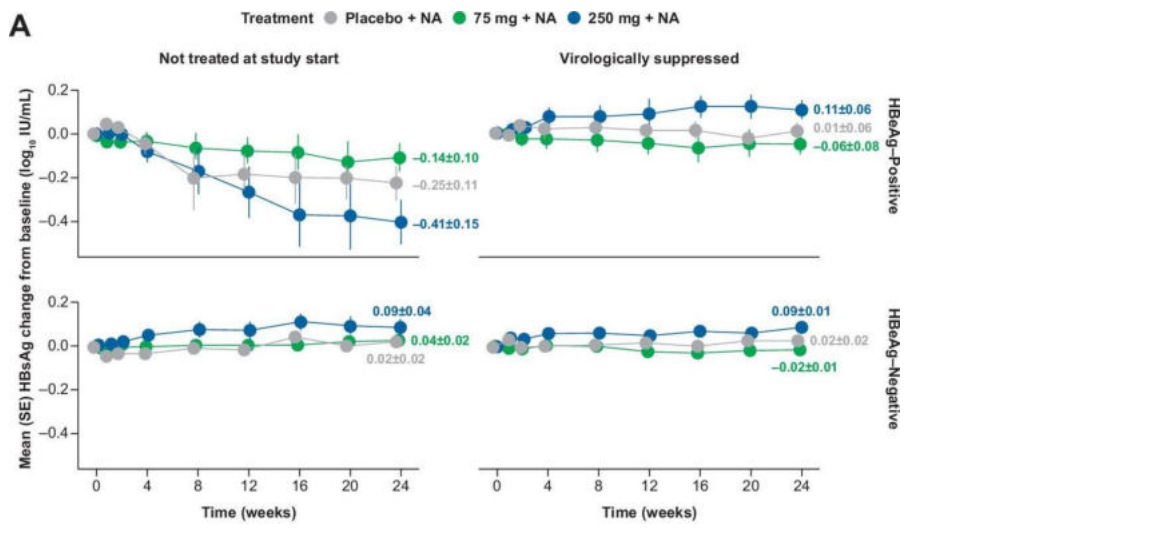 A
Treatment Placebo + NA 75 mg + NA 250 mg + NA
Not treated at study start
Virologically suppressed
Mean (SE) HBsAg change from baseline (log10 IU/mL)
0.2
0.0
−0.2
−0.4
−0.14±0.10
−0.25±0.11
−0.41±0.15
0.11±0.06
0.01±0.06
−0.06±0.08
HBeAg–Positive
0.2
0.0
−0.2
−0.4
0.09±0.04
0.04±0.02
0.02±0.02
0.09±0.01
0.02±0.02
−0.02±0.01
HBeAg–Negative
0 4 8 12 16 20 24
0 4 8 12 16 20 24
Time (weeks)
Time (weeks)